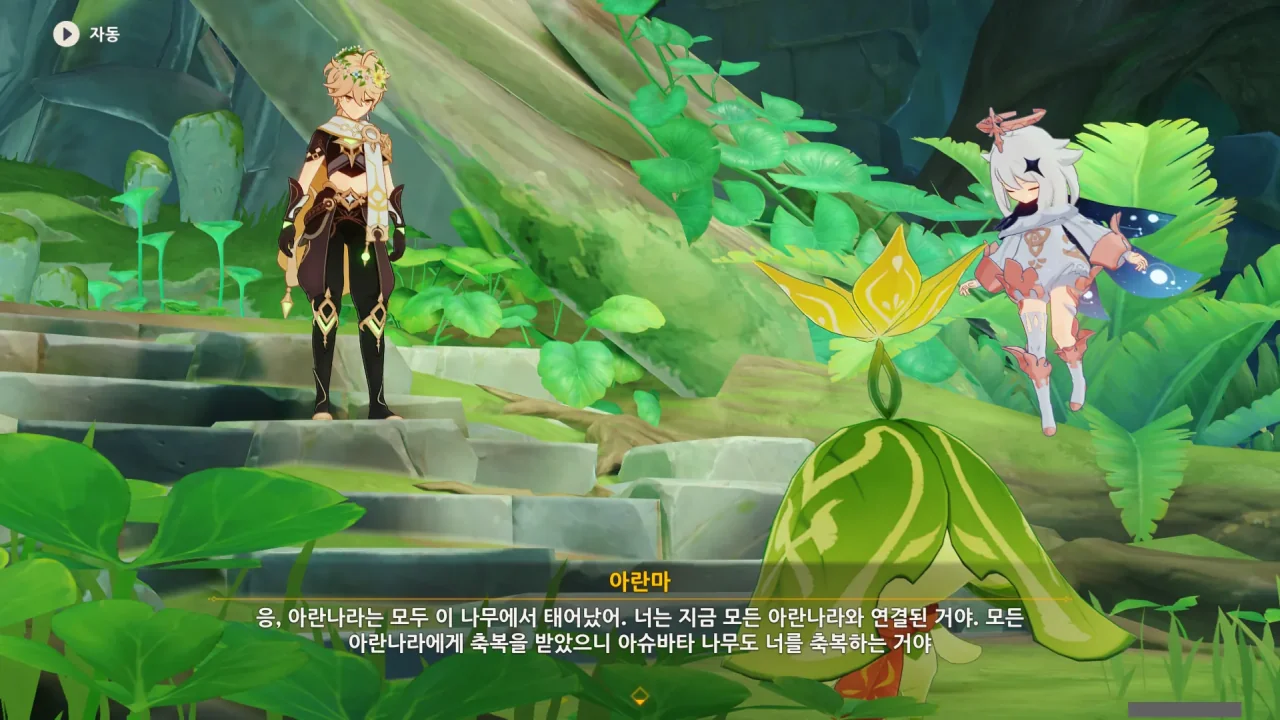 자동
아란마
응, 아란나라는 모두 이 나무에서 태어났어. 너는 지금 모든 아란나라와 연결된 거야. 모든
아란나라에게 축복을 받았으니 아슈바타 나무도 너를 축복하는 거야